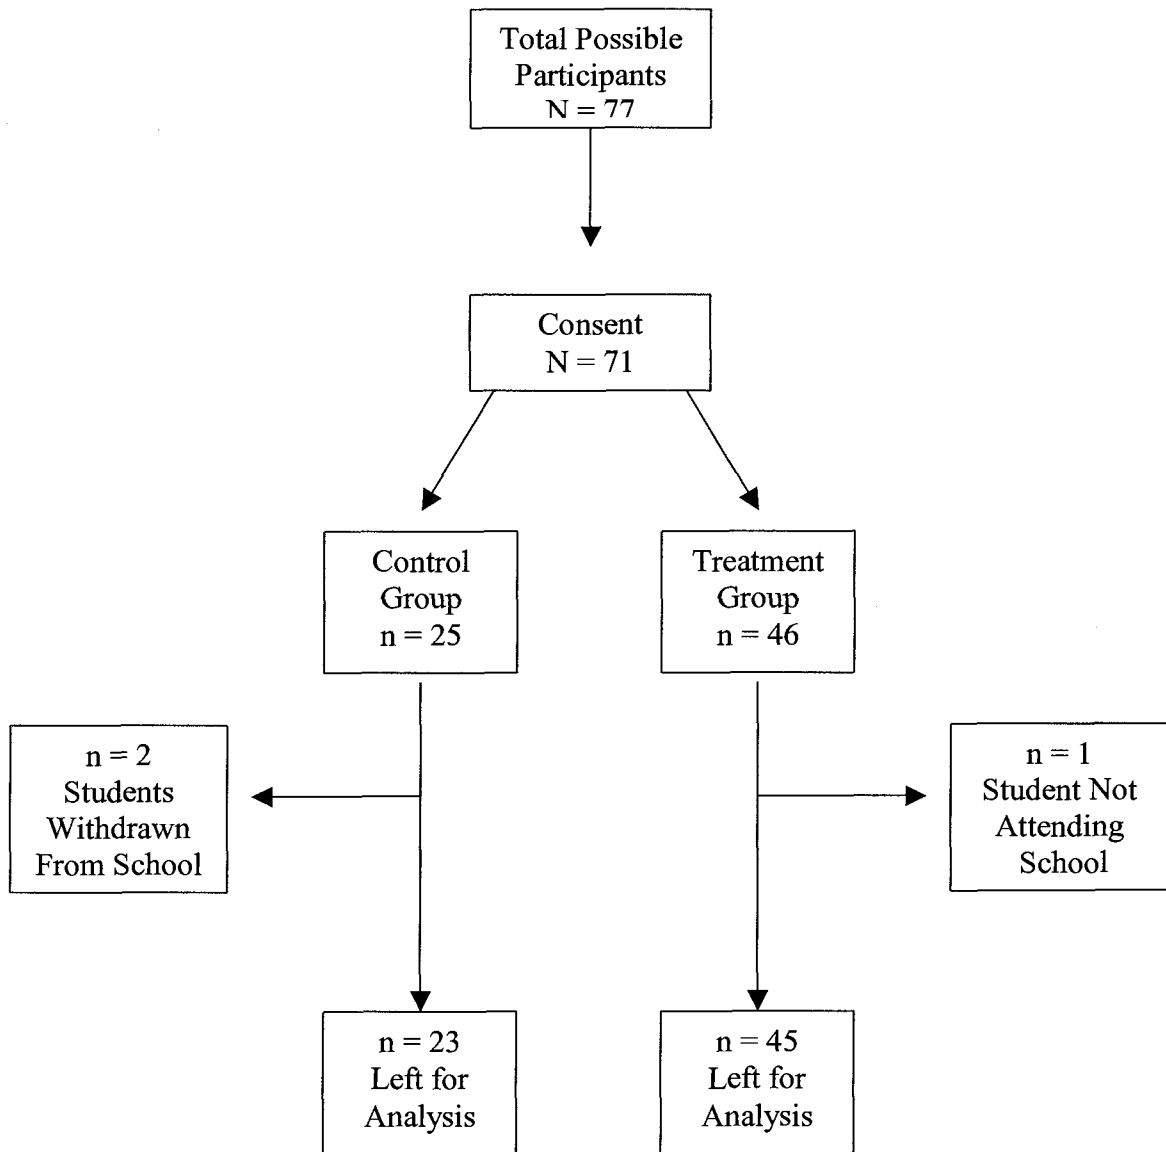 Total Possible
Participants
N = 77
Consent
N = 71
Control
Group
n = 25
Treatment
Group
n = 46
n = 2
Students
Withdrawn
From School
n = 1
Student Not
Attending
School
n = 23
Left for
Analysis
n = 45
Left for
Analysis